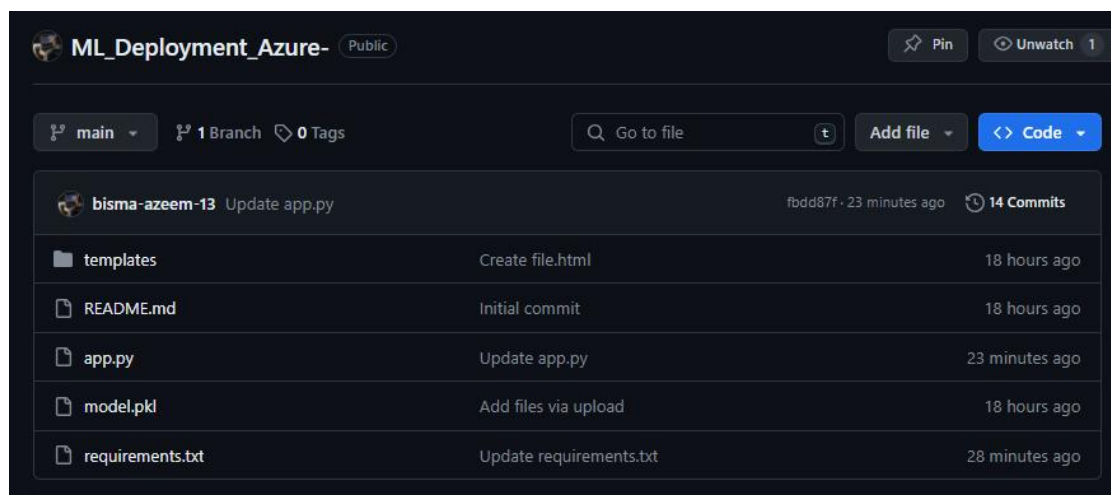 ML_Deployment_Azure- Public Pin Unwatch 1
main 1 Branch 0 Tags Go to file t Add file <> Code
bisma-azeem-13 Update app.py fbdd87f · 23 minutes ago 14 Commits
templates Create file.html 18 hours ago
README.md Initial commit 18 hours ago
app.py Update app.py 23 minutes ago
model.pkl Add files via upload 18 hours ago
requirements.txt Update requirements.txt 28 minutes ago